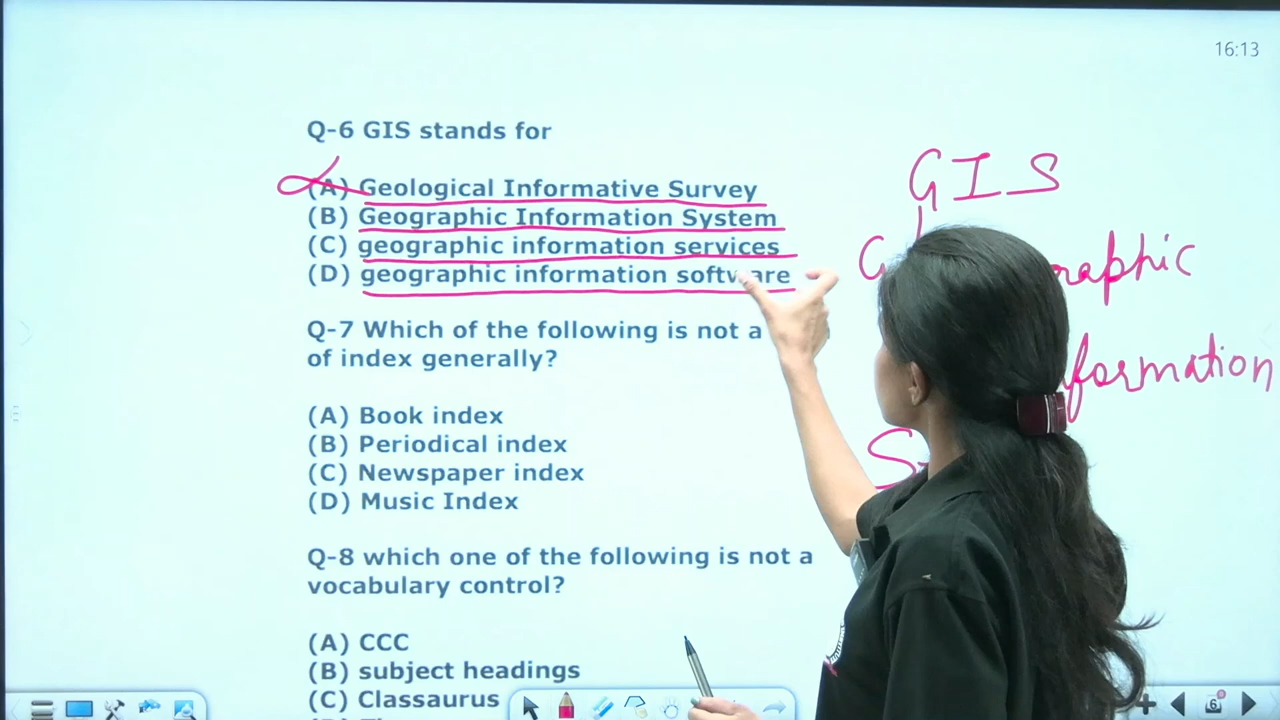 16:13
Q-6 GIS stands for
(A) Geological Informative Survey
(B) Geographic Information System
(C) geographic information services
(D) geographic information software
GIS
G raphic
formation
S
Q-7 Which of the following is not a
of index generally?
(A) Book index
(B) Periodical index
(C) Newspaper index
(D) Music Index
Q-8 which one of the following is not a
vocabulary control?
(A) CCC
(B) subject headings
(C) Classaurus
6